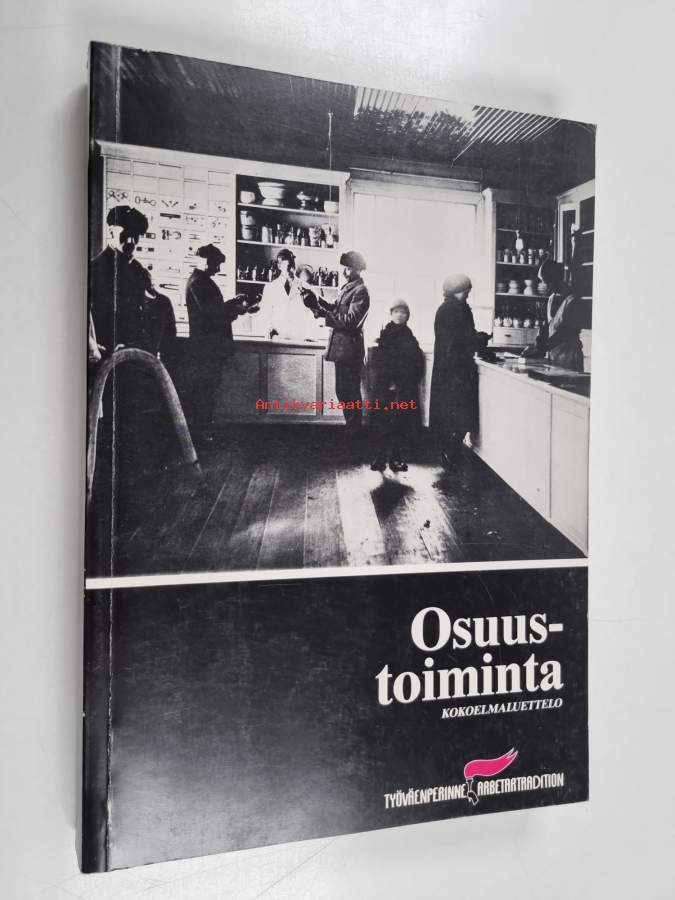 Antikvariaatti.net
Osuus-
toiminta
KOKOELMALUETTELO
TYÖVÄENPERINNE ARBETARTRADITION